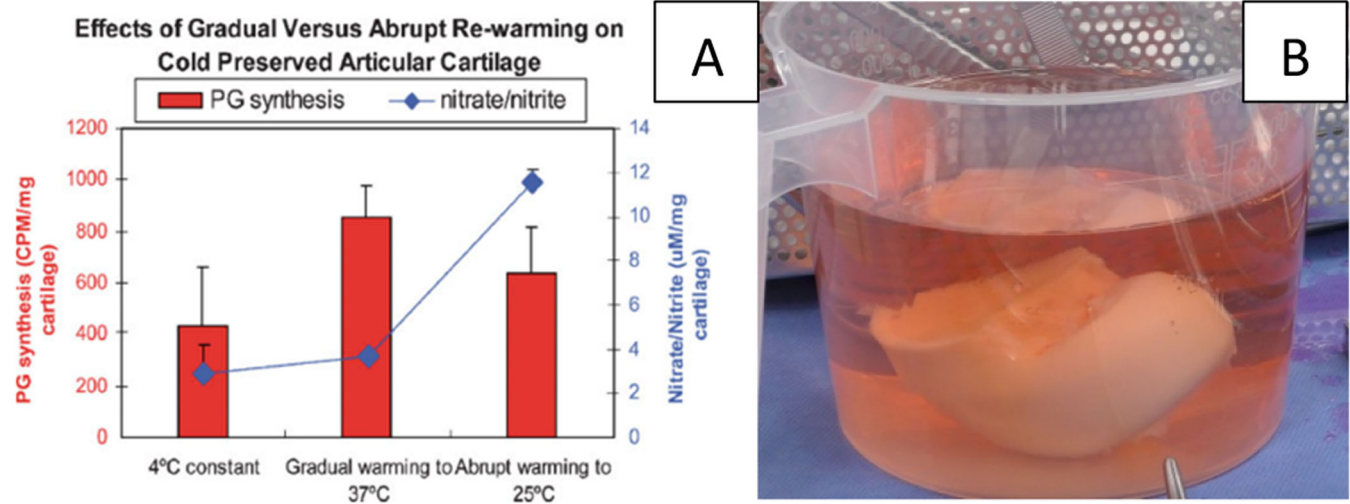 Effects of Gradual Versus Abrupt Re-warming on
Cold Preserved Articular Cartilage
PG synthesis
nitrate/nitrite
1200
1000
800
600
400
200
0
PG synthesis (CPM/mg
cartilage)
14
12
10
8
6
4
2
0
Nitrate/Nitrite (uM/mg
cartilage)
4ºC constant
Gradual warming to
37ºC
Abrupt warming to
25ºC
A
B